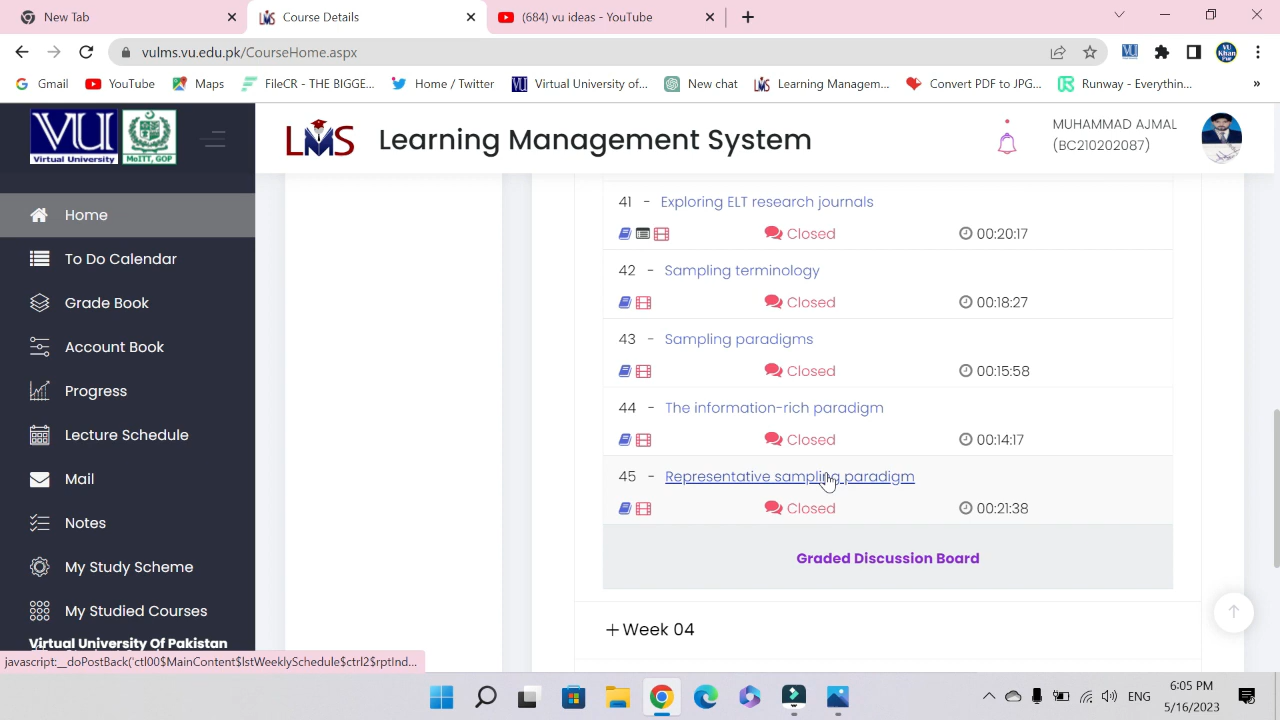 New Tab
Course Details
(684) vu ideas - YouTube
vulms.vu.edu.pk/CourseHome.aspx
Gmail
YouTube
Maps
FileCR - THE BIGGE...
Home / Twitter
Virtual University of...
New chat
Learning Managem...
Convert PDF to JPG...
Runway - Everythin...
»
VU
Virtual University
MoITT, GOP
LMS
Learning Management System
MUHAMMAD AJMAL
(BC210202087)
Home
To Do Calendar
Grade Book
Account Book
Progress
Lecture Schedule
Mail
Notes
My Study Scheme
My Studied Courses
Virtual University Of Pakistan
41 - Exploring ELT research journals
Closed 00:20:17
42 - Sampling terminology
Closed 00:18:27
43 - Sampling paradigms
Closed 00:15:58
44 - The information-rich paradigm
Closed 00:14:17
45 - Representative sampling paradigm
Closed 00:21:38
Graded Discussion Board
+ Week 04
javascript:__doPostBack('ctl00$MainContent$lstWeeklySchedule$ctrl2$rptInd...
ENG
6:05 PM
5/16/2023